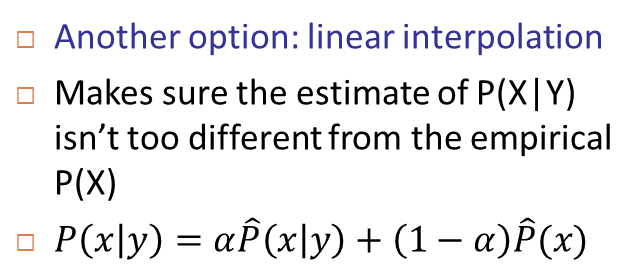 Another option: linear interpolation
Makes sure the estimate of P(X|Y)
isn't too different from the empirical
P(X)
P(x|y) = αP̂(x|y) + (1 − α)P̂(x)